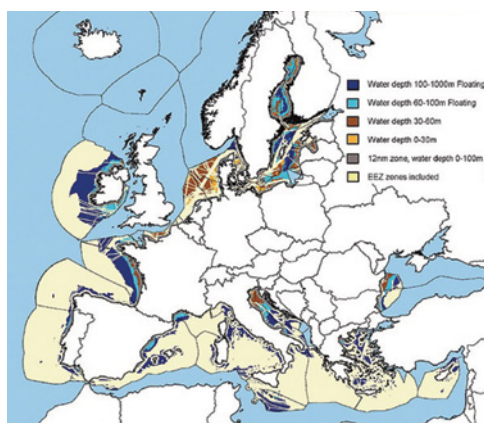 Water depth 100-1000m Floating
Water depth 60-100m Floating
Water depth 30-60m
Water depth 0-30m
12nm zone, water depth 0-100m
EEZ zones included